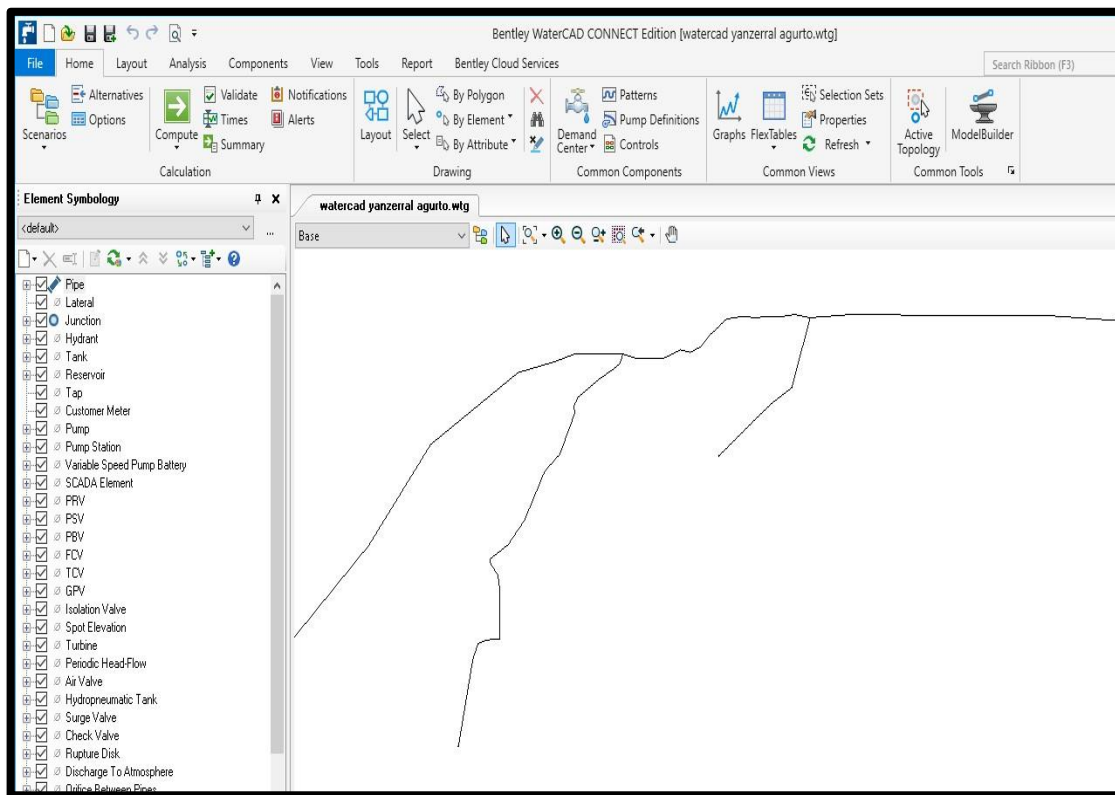 Bentley WaterCAD CONNECT Edition [watercad yanzerral agurto.wtg]
File Home Layout Analysis Components View Tools Report Bentley Cloud Services Search Ribbon (F3)
Scenarios
Alternatives
Options
Compute
Validate
Times
Summary
Notifications
Alerts
Calculation
Layout
Select
By Polygon
By Element
By Attribute
Drawing
Demand
Center
Patterns
Pump Definitions
Controls
Common Components
Graphs
FlexTables
Selection Sets
Properties
Refresh
Common Views
Active
Topology
ModelBuilder
Common Tools
Element Symbology
<default>
...
Pipe
Lateral
Junction
Hydrant
Tank
Reservoir
Tap
Customer Meter
Pump
Pump Station
Variable Speed Pump Battery
SCADA Element
PRV
PSV
PBV
FCV
TCV
GPV
Isolation Valve
Spot Elevation
Turbine
Periodic Head-Flow
Air Valve
Hydropneumatic Tank
Surge Valve
Check Valve
Rupture Disk
Discharge To Atmosphere
Orifice Between Pipes
watercad yanzerral agurto.wtg
Base